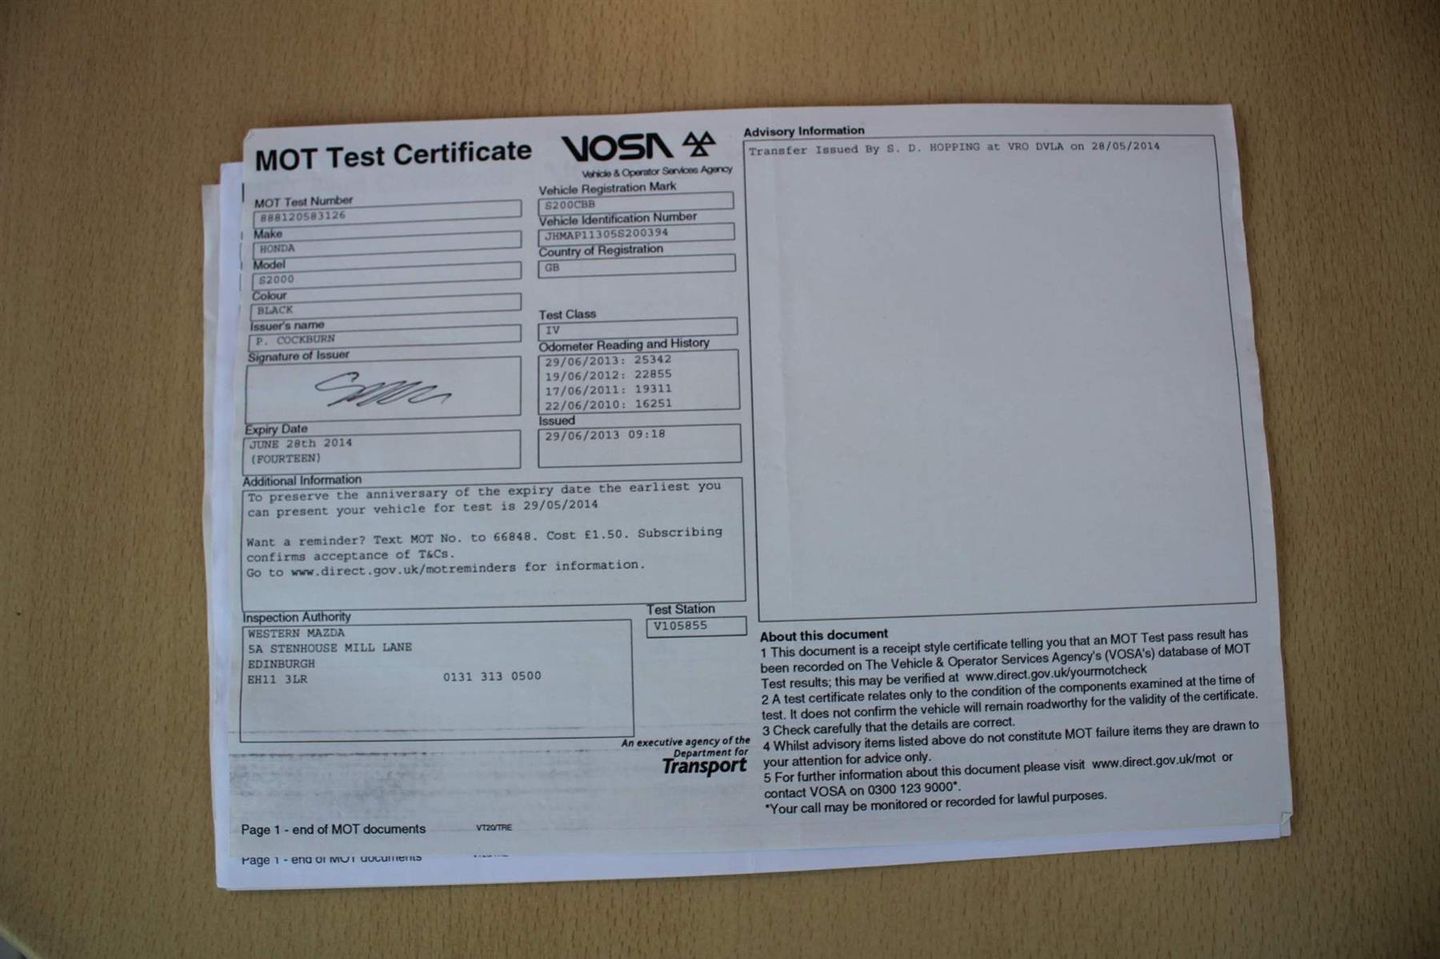 MOT Test Certificate
VOSA
Vehicle & Operator Services Agency
MOT Test Number
888120583126
Make
HONDA
Model
S2000
Colour
BLACK
Issuer's name
P. COCKBURN
Signature of Issuer
Expiry Date
JUNE 28th 2014
(FOURTEEN)
Vehicle Registration Mark
S200CBB
Vehicle Identification Number
JHMAP11305S200394
Country of Registration
GB
Test Class
IV
Odometer Reading and History
29/06/2013: 25342
19/06/2012: 22855
17/06/2011: 19311
22/06/2010: 16251
Issued
29/06/2013 09:18
Additional Information
To preserve the anniversary of the expiry date the earliest you
can present your vehicle for test is 29/05/2014
Want a reminder? Text MOT No. to 66848. Cost £1.50. Subscribing
confirms acceptance of T&Cs.
Go to www.direct.gov.uk/motreminders for information.
Inspection Authority
WESTERN MAZDA
5A STENHOUSE MILL LANE
EDINBURGH
EH11 3LR 0131 313 0500
Test Station
V105855
An executive agency of the
Department for
Transport
Page 1 - end of MOT documents VT20/TRE
Page 1 - end of MOT documents
Advisory Information
Transfer Issued By S. D. HOPPING at VRO DVLA on 28/05/2014
About this document
1 This document is a receipt style certificate telling you that an MOT Test pass result has
been recorded on The Vehicle & Operator Services Agency's (VOSA's) database of MOT
Test results; this may be verified at www.direct.gov.uk/yourmotcheck
2 A test certificate relates only to the condition of the components examined at the time of
test. It does not confirm the vehicle will remain roadworthy for the validity of the certificate.
3 Check carefully that the details are correct.
4 Whilst advisory items listed above do not constitute MOT failure items they are drawn to
your attention for advice only.
5 For further information about this document please visit www.direct.gov.uk/mot or
contact VOSA on 0300 123 9000*.
*Your call may be monitored or recorded for lawful purposes.